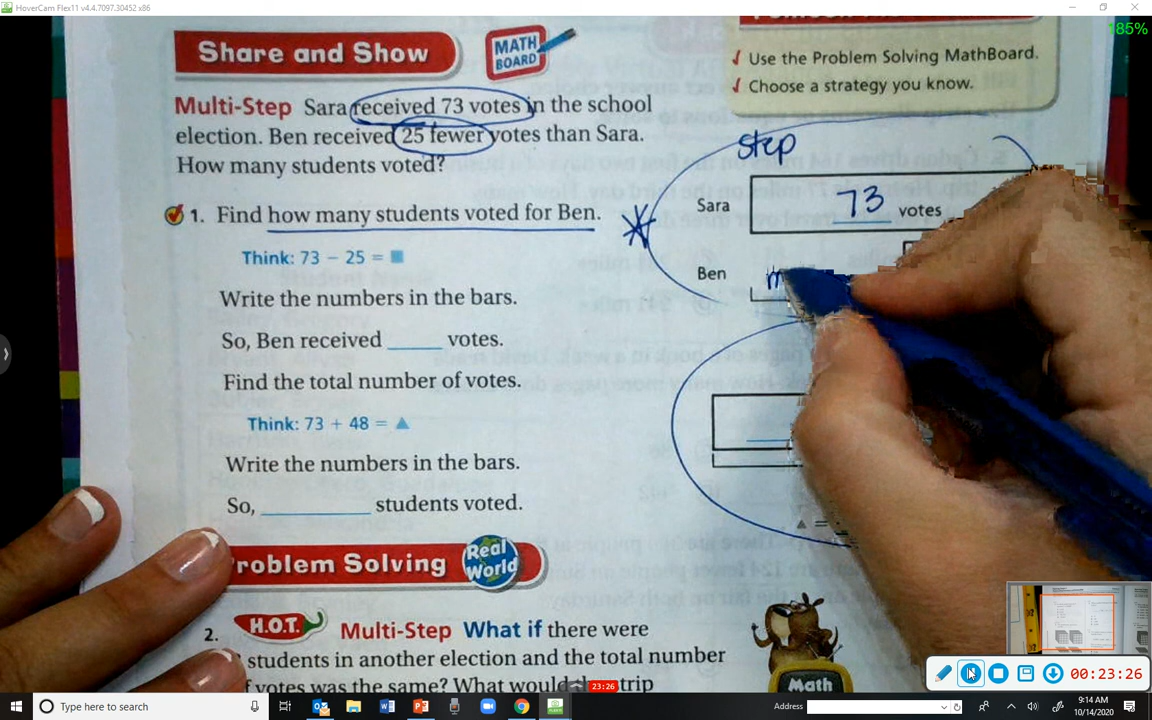 HoverCam Flex11 v4.4.7097.30452 x86
185%
Share and Show
MATH
BOARD
Use the Problem Solving MathBoard.
Choose a strategy you know.
Multi-Step Sara received 73 votes in the school
election. Ben received 25 fewer votes than Sara.
How many students voted?
step
Sara 73 votes
1. Find how many students voted for Ben.
Think: 73 − 25 = ■
Ben
Write the numbers in the bars.
So, Ben received ____ votes.
Find the total number of votes.
Think: 73 + 48 = ▲
Write the numbers in the bars.
So, ________ students voted.
▲ =
Problem Solving
Real
World
2. H.O.T. Multi-Step What if there were
students in another election and the total number
of votes was the same? What would trip
Math
00:23:26
23:26
Type here to search
Address
9:14 AM
10/14/2020